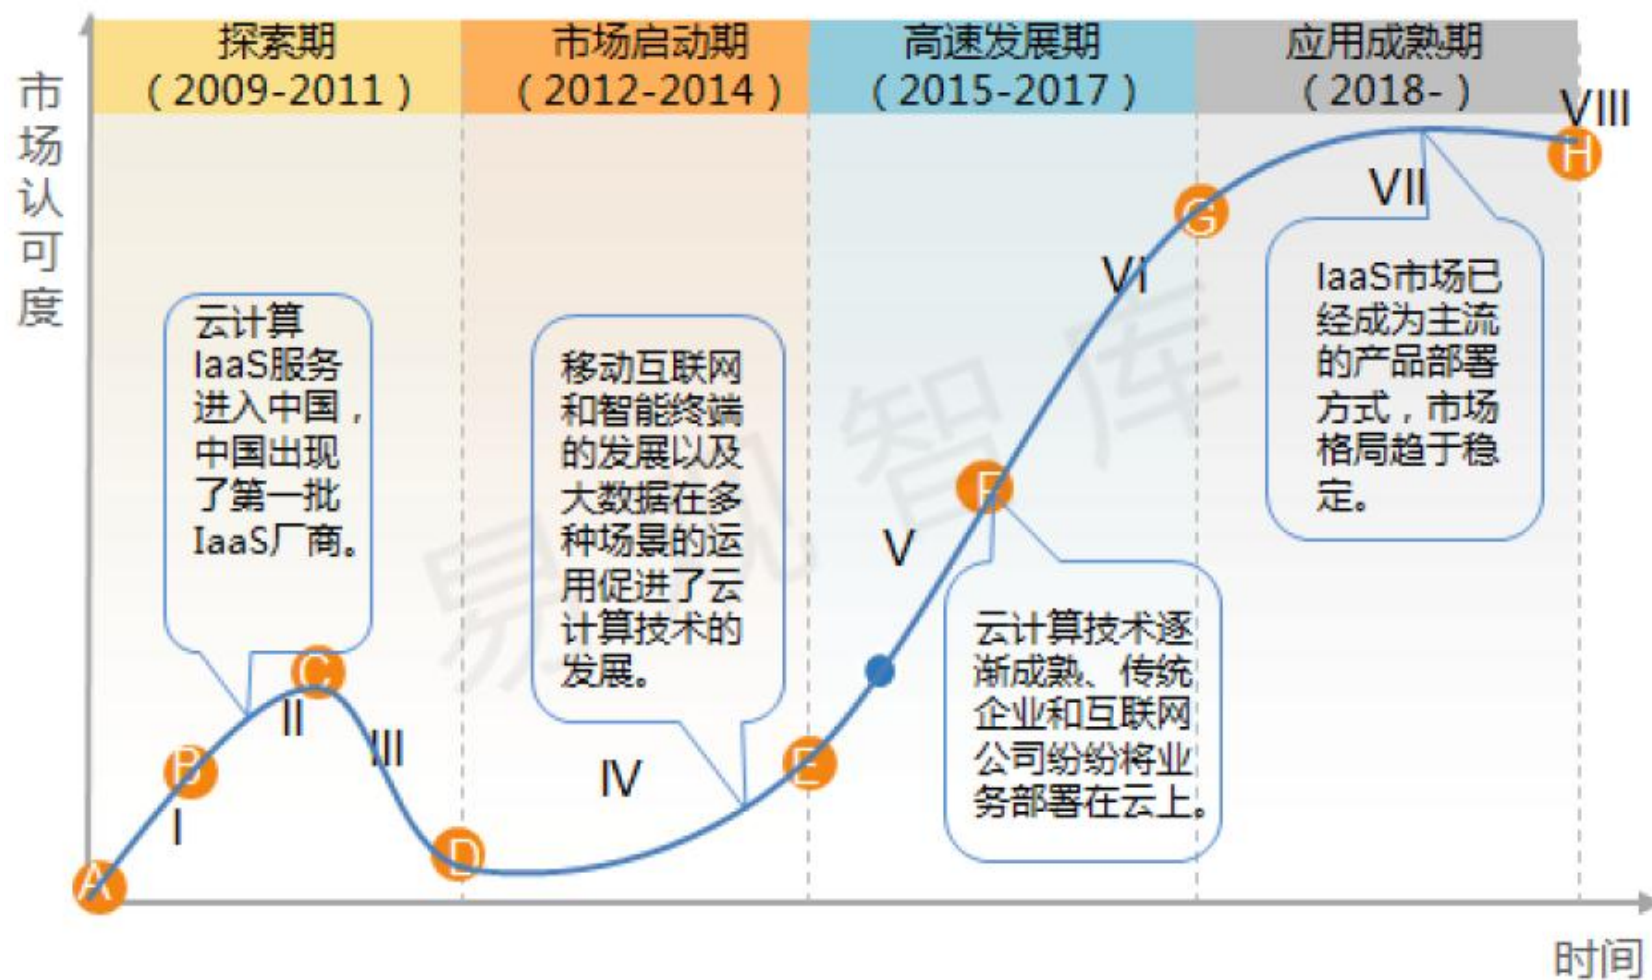 探索期
（2009-2011）
市场启动期
（2012-2014）
高速发展期
（2015-2017）
应用成熟期
（2018-）
市场认可度
云计算
IaaS服务
进入中国，
中国出现
了第一批
IaaS厂商。
移动互联网
和智能终端
的发展以及
大数据在多
种场景的运
用促进了云
计算技术的
发展。
云计算技术逐
渐成熟、传统
企业和互联网
公司纷纷将业
务部署在云上。
IaaS市场已
经成为主流
的产品部署
方式，市场
格局趋于稳
定。
A
B
C
D
E
F
G
H
I
II
III
IV
V
VI
VII
VIII
易观智库
时间